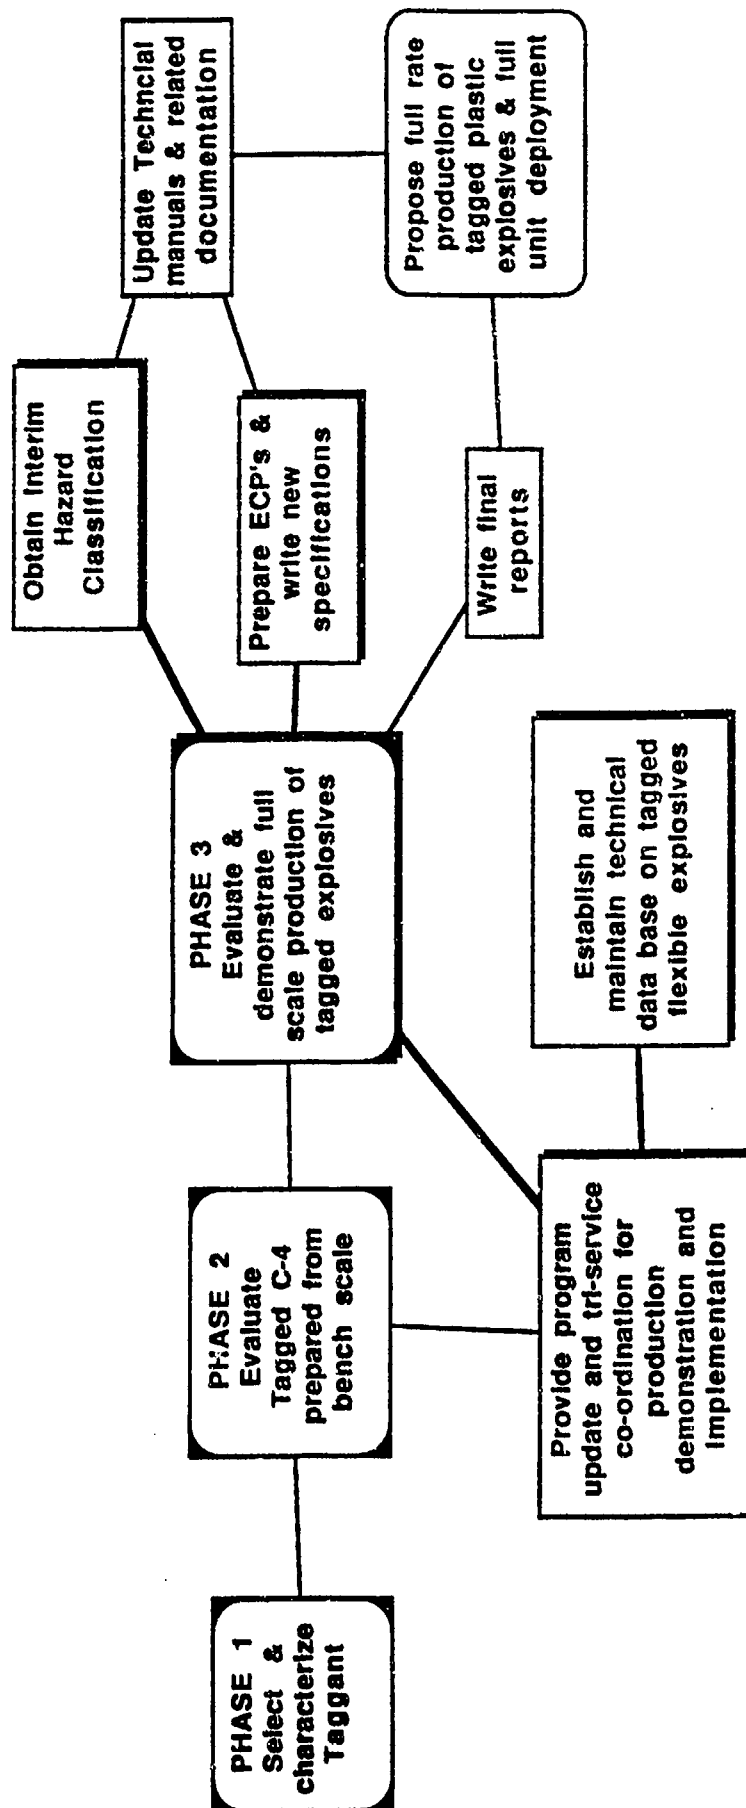 PHASE 1
Select &
characterize
Taggant
PHASE 2
Evaluate
Tagged C-4
prepared from
bench scale
PHASE 3
Evaluate &
demonstrate full
scale production of
tagged explosives
Obtain Interim
Hazard
Classification
Prepare ECP's &
write new
specifications
Update Techncial
manuals & related
documentation
Write final
reports
Propose full rate
production of
tagged plastic
explosives & full
unit deployment
Provide program
update and tri-service
co-ordination for
production
demonstration and
Implementation
Establish and
maintain technical
data base on tagged
flexible explosives